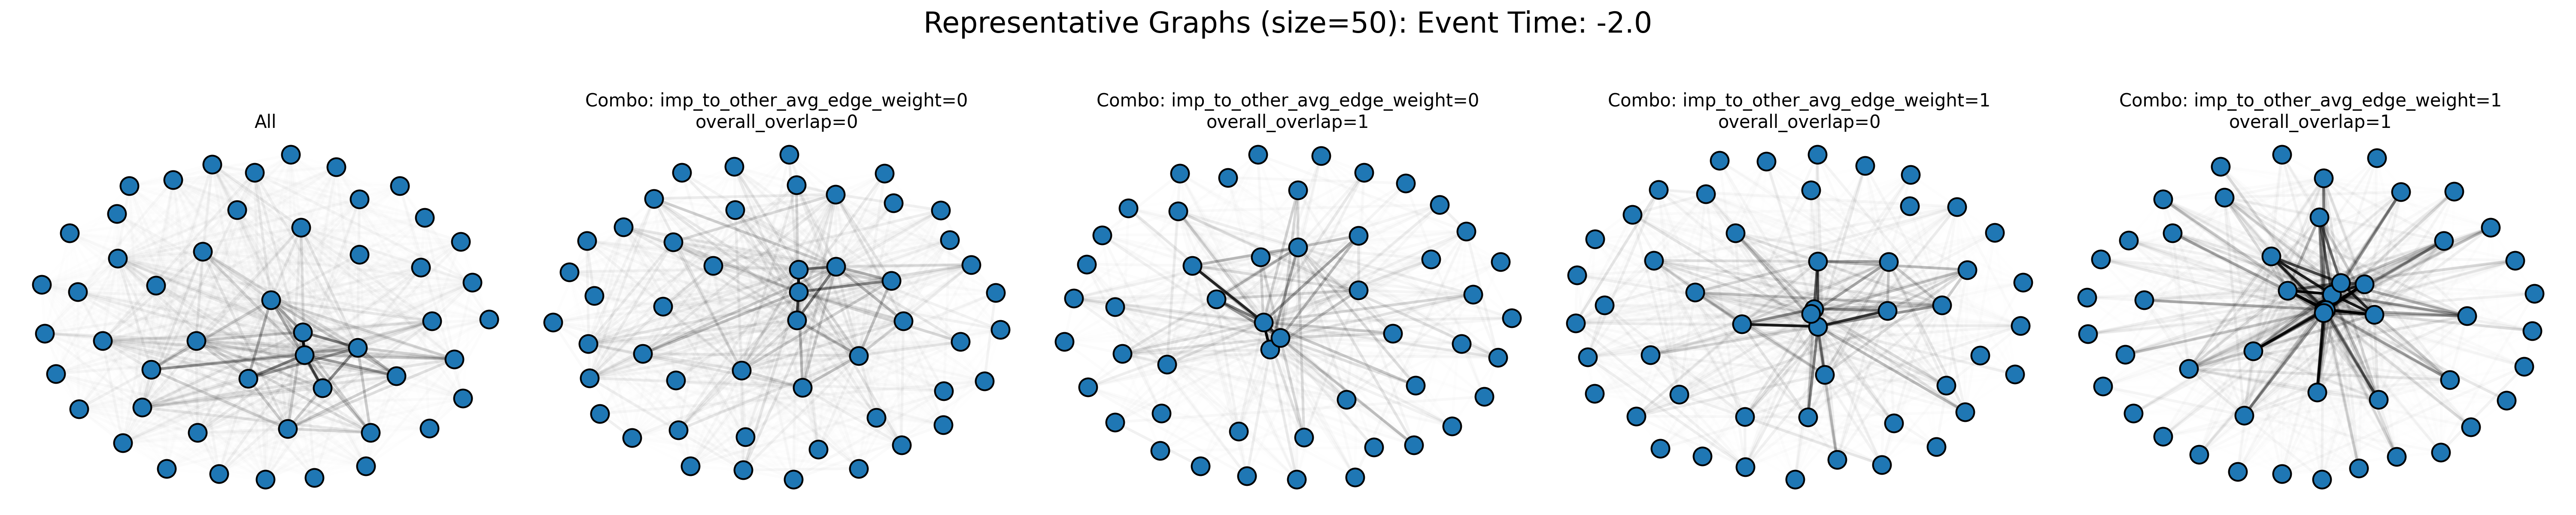 Representative Graphs (size=50): Event Time: -2.0
All
Combo: imp_to_other_avg_edge_weight=0
overall_overlap=0
Combo: imp_to_other_avg_edge_weight=0
overall_overlap=1
Combo: imp_to_other_avg_edge_weight=1
overall_overlap=0
Combo: imp_to_other_avg_edge_weight=1
overall_overlap=1